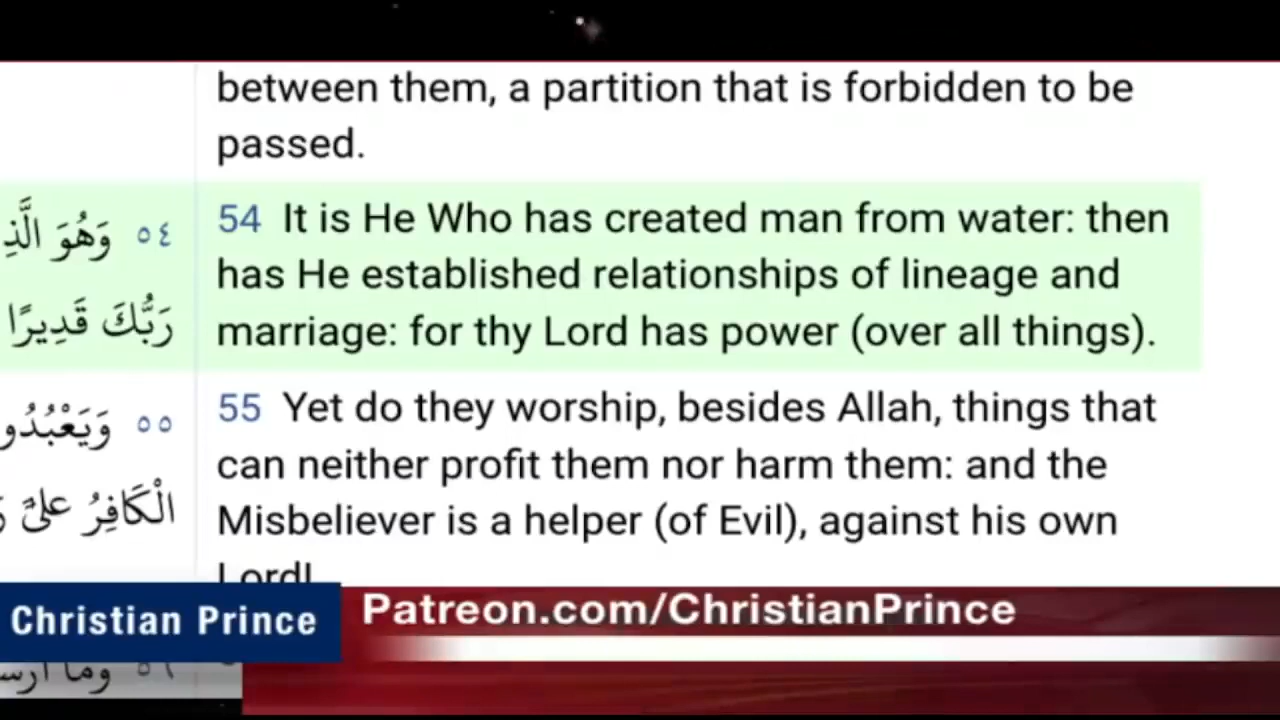 between them, a partition that is forbidden to be
passed.
54 It is He Who has created man from water: then
has He established relationships of lineage and
marriage: for thy Lord has power (over all things).
٥٤ وَهُوَ الَّذِ
رَبُّكَ قَدِيرًا
55 Yet do they worship, besides Allah, things that
can neither profit them nor harm them: and the
Misbeliever is a helper (of Evil), against his own
Lord!
٥٥ وَيَعْبُدُو
الْكَافِرُ عَلَىٰ
Christian Prince
Patreon.com/ChristianPrince